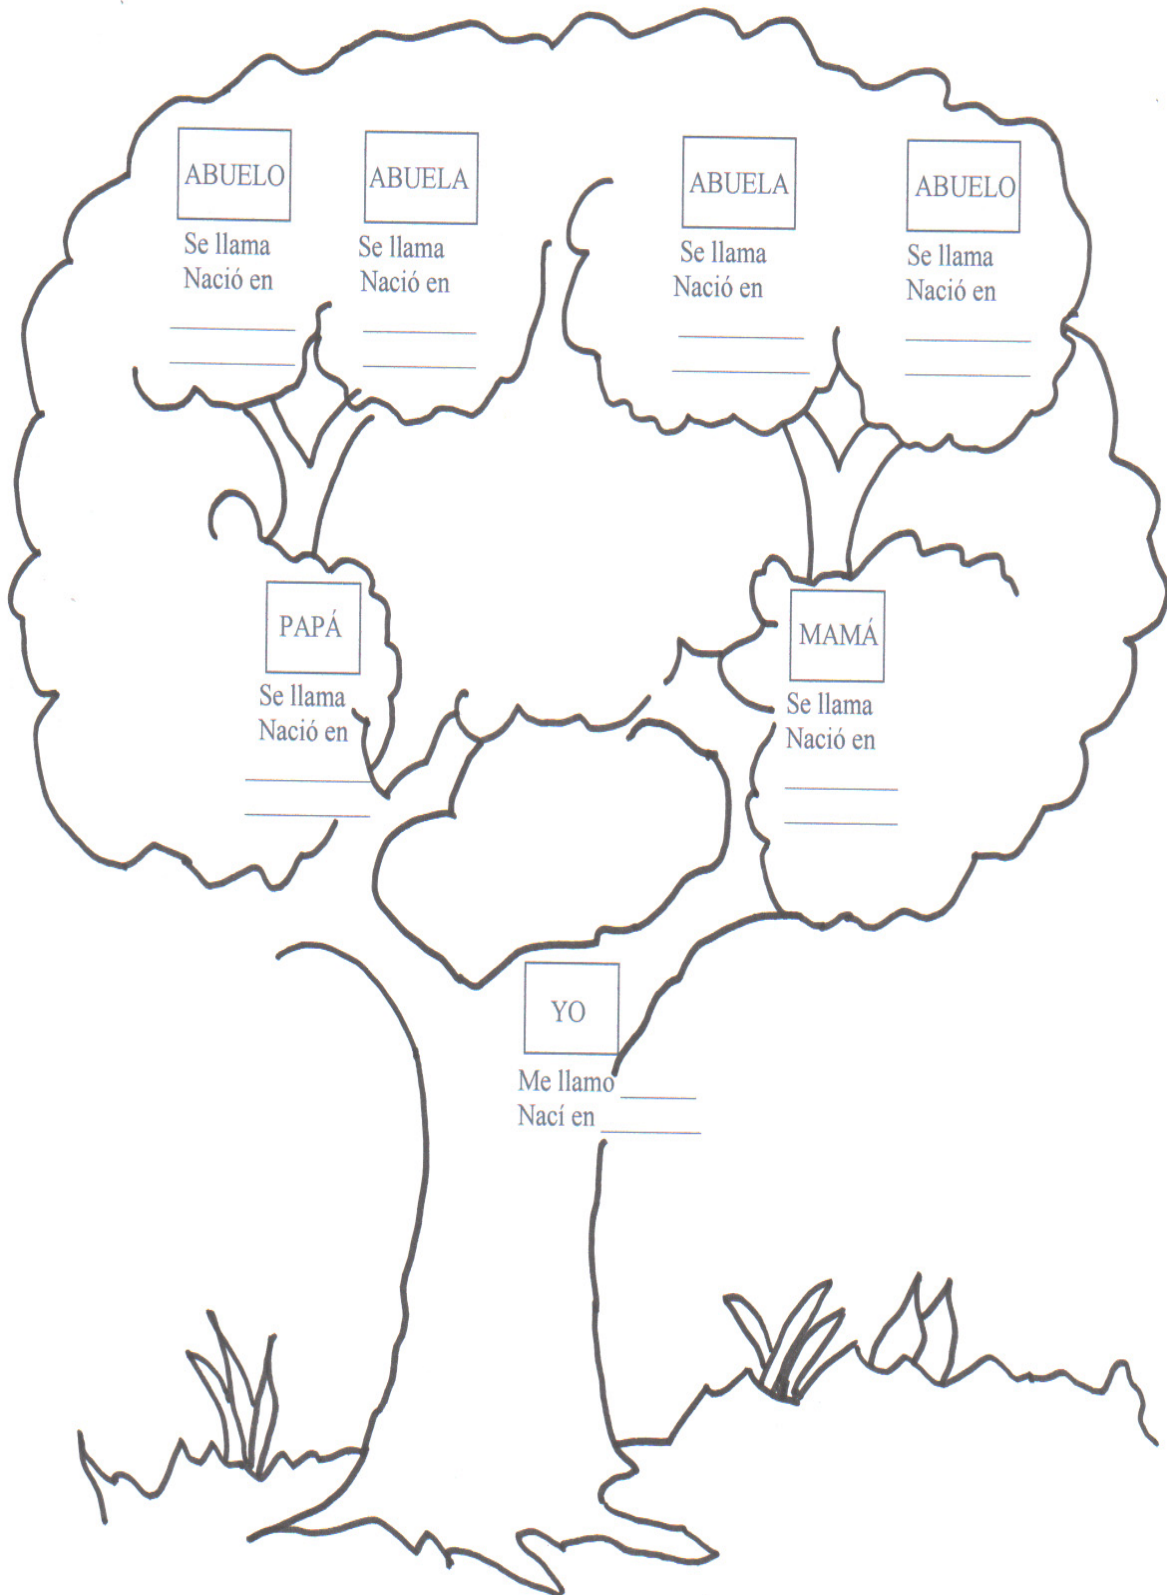 ABUELO
Se llama
Nació en
ABUELA
Se llama
Nació en
ABUELA
Se llama
Nació en
ABUELO
Se llama
Nació en
PAPÁ
Se llama
Nació en
MAMÁ
Se llama
Nació en
YO
Me llamo
Nací en